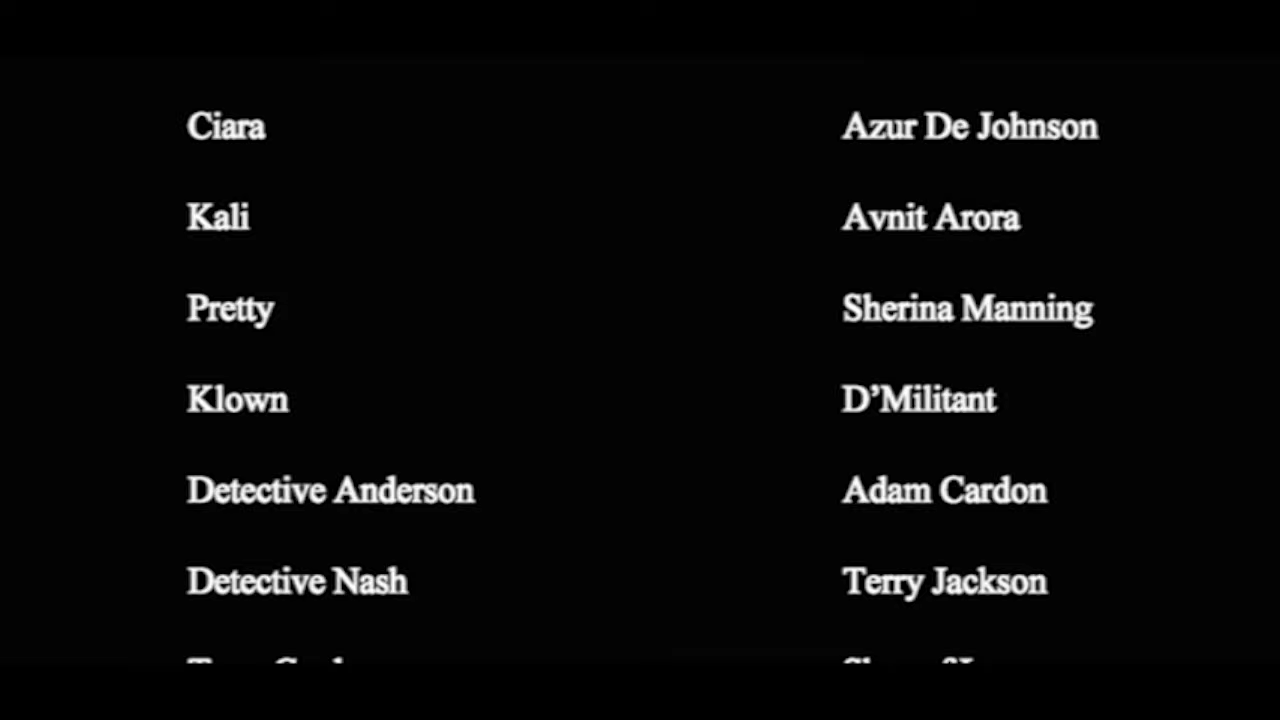 Ciara Azur De Johnson
Kali Avnit Arora
Pretty Sherina Manning
Klown D’Militant
Detective Anderson Adam Cardon
Detective Nash Terry Jackson